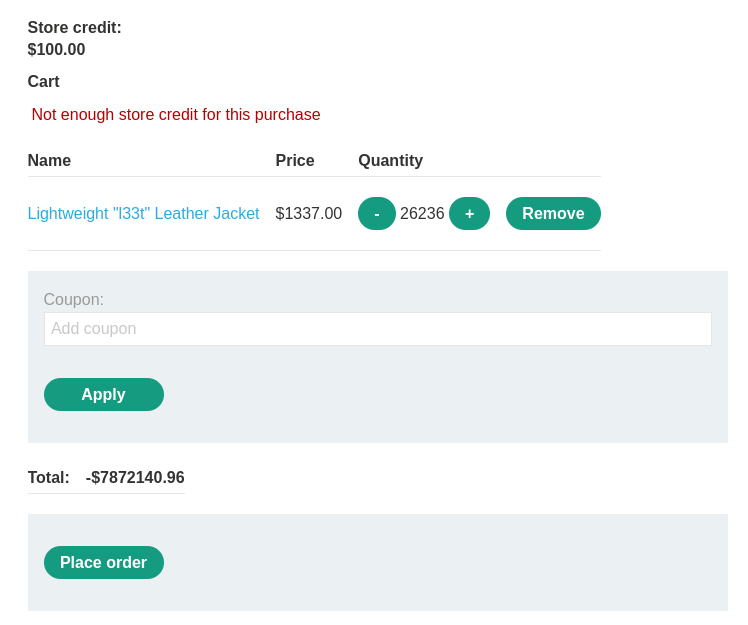 Store credit:
$100.00
Cart
Not enough store credit for this purchase
Name Price Quantity
Lightweight "l33t" Leather Jacket $1337.00 - 26236 + Remove
Coupon:
Add coupon
Apply
Total: -$7872140.96
Place order